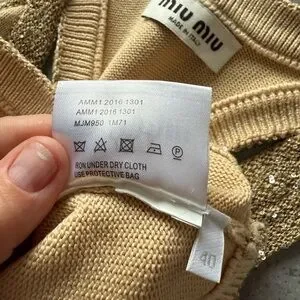 MIU MIU
MADE IN ITALY
AMM1 2016 1301
AMM1 2016 1301
MJM950 1M71
P
IRON UNDER DRY CLOTH
USE PROTECTIVE BAG
40